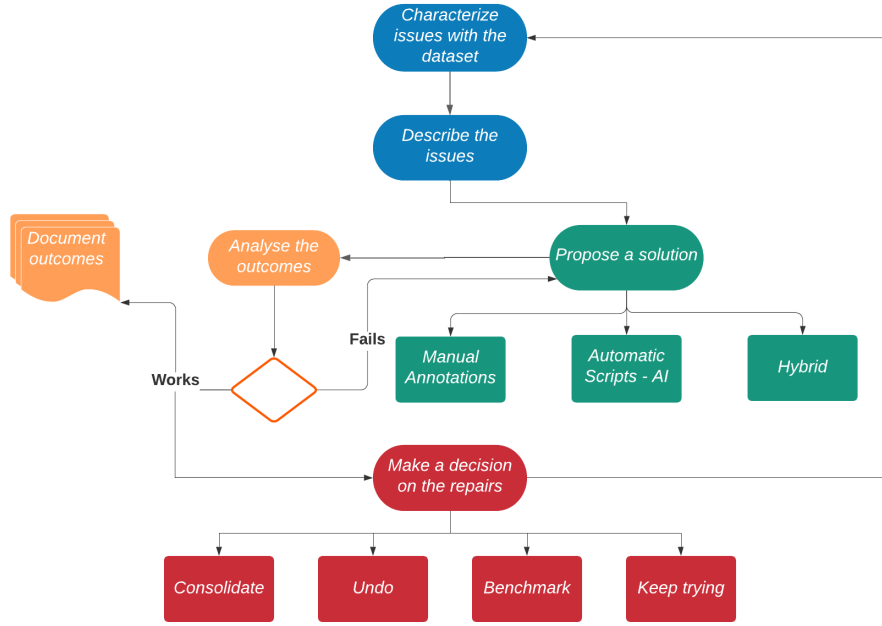 Characterize
issues with the
dataset
Describe the
issues
Document
outcomes
Analyse the
outcomes
Propose a solution
Fails
Works
Manual
Annotations
Automatic
Scripts - AI
Hybrid
Make a decision
on the repairs
Consolidate
Undo
Benchmark
Keep trying